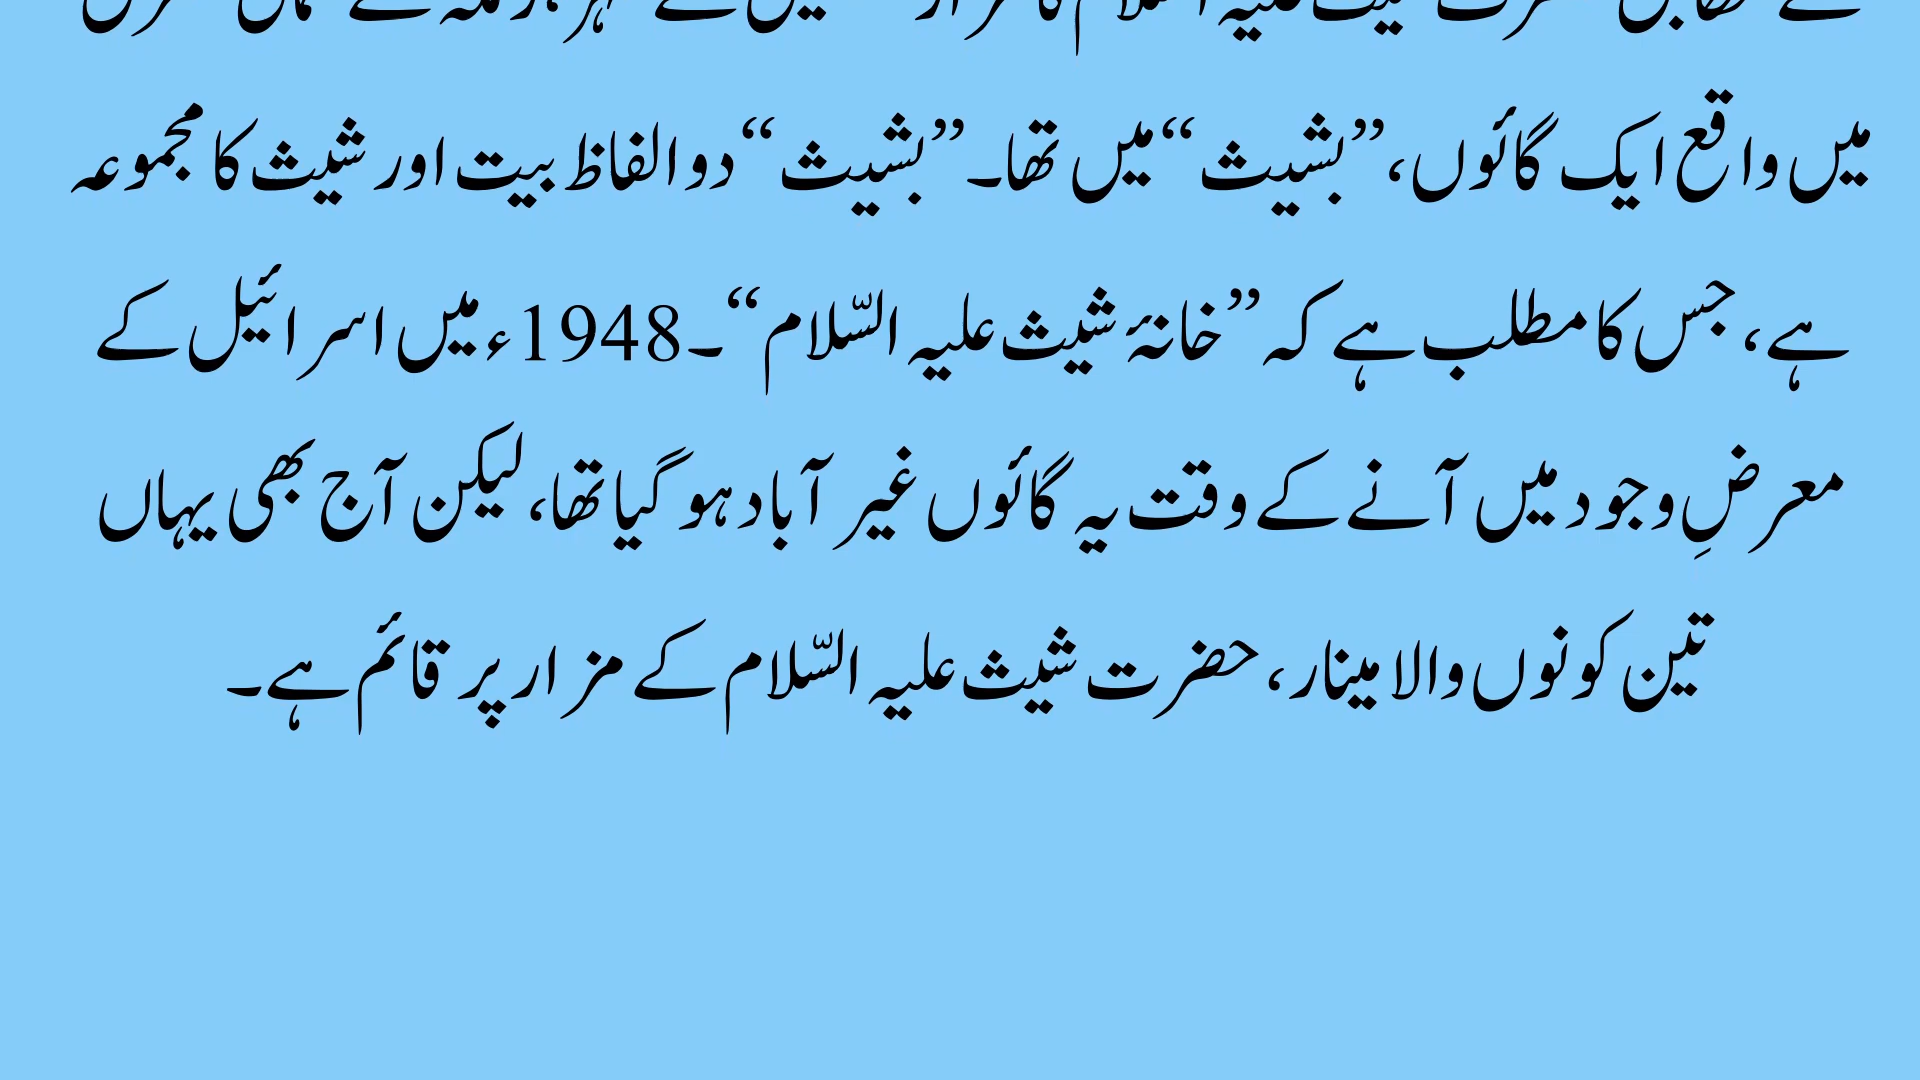 میں واقع ایک گائوں، ’’بشیث‘‘ میں تھا۔ ’’بشیث‘‘ دو الفاظ بیت اور شیث کا مجموعہ
ہے، جس کا مطلب ہے کہ ’’خانۂ شیث علیہ السّلام‘‘۔ 1948ء میں اسرائیل کے
معرضِ وجود میں آنے کے وقت یہ گائوں غیر آباد ہو گیا تھا، لیکن آج بھی یہاں
تین کونوں والا مینار، حضرت شیث علیہ السّلام کے مزار پر قائم ہے۔